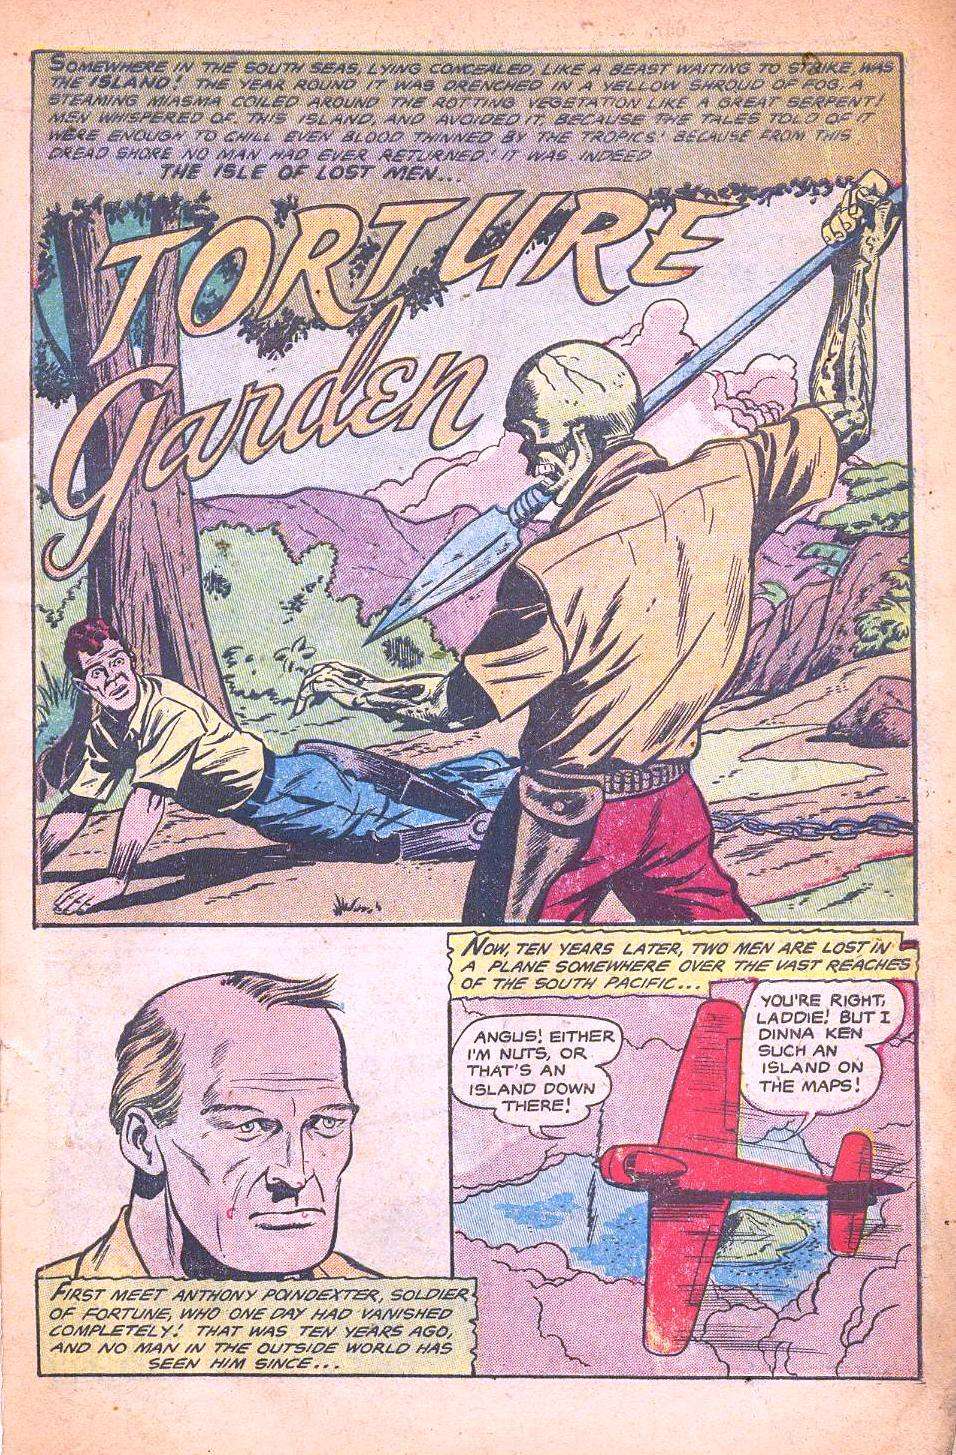 SOMEWHERE IN THE SOUTH SEAS, LYING CONCEALED, LIKE A BEAST WAITING TO STRIKE, WAS
THE ISLAND! THE YEAR ROUND IT WAS DRENCHED IN A YELLOW SHROUD OF FOG, A
STEAMING MIASMA COILED AROUND THE ROTTING VEGETATION LIKE A GREAT SERPENT!
MEN WHISPERED OF THIS ISLAND, AND AVOIDED IT, BECAUSE THE TALES TOLD OF IT
WERE ENOUGH TO CHILL EVEN BLOOD THINNED BY THE TROPICS! BECAUSE FROM THIS
DREAD SHORE NO MAN HAD EVER RETURNED! IT WAS INDEED
THE ISLE OF LOST MEN...
TORTURE
Garden
FIRST MEET ANTHONY POINDEXTER, SOLDIER
OF FORTUNE, WHO ONE DAY HAD VANISHED
COMPLETELY! THAT WAS TEN YEARS AGO,
AND NO MAN IN THE OUTSIDE WORLD HAS
SEEN HIM SINCE...
NOW, TEN YEARS LATER, TWO MEN ARE LOST IN
A PLANE SOMEWHERE OVER THE VAST REACHES
OF THE SOUTH PACIFIC...
ANGUS! EITHER
I'M NUTS, OR
THAT'S AN
ISLAND DOWN
THERE!
YOU'RE RIGHT,
LADDIE! BUT I
DINNA KEN
SUCH AN
ISLAND ON
THE MAPS!